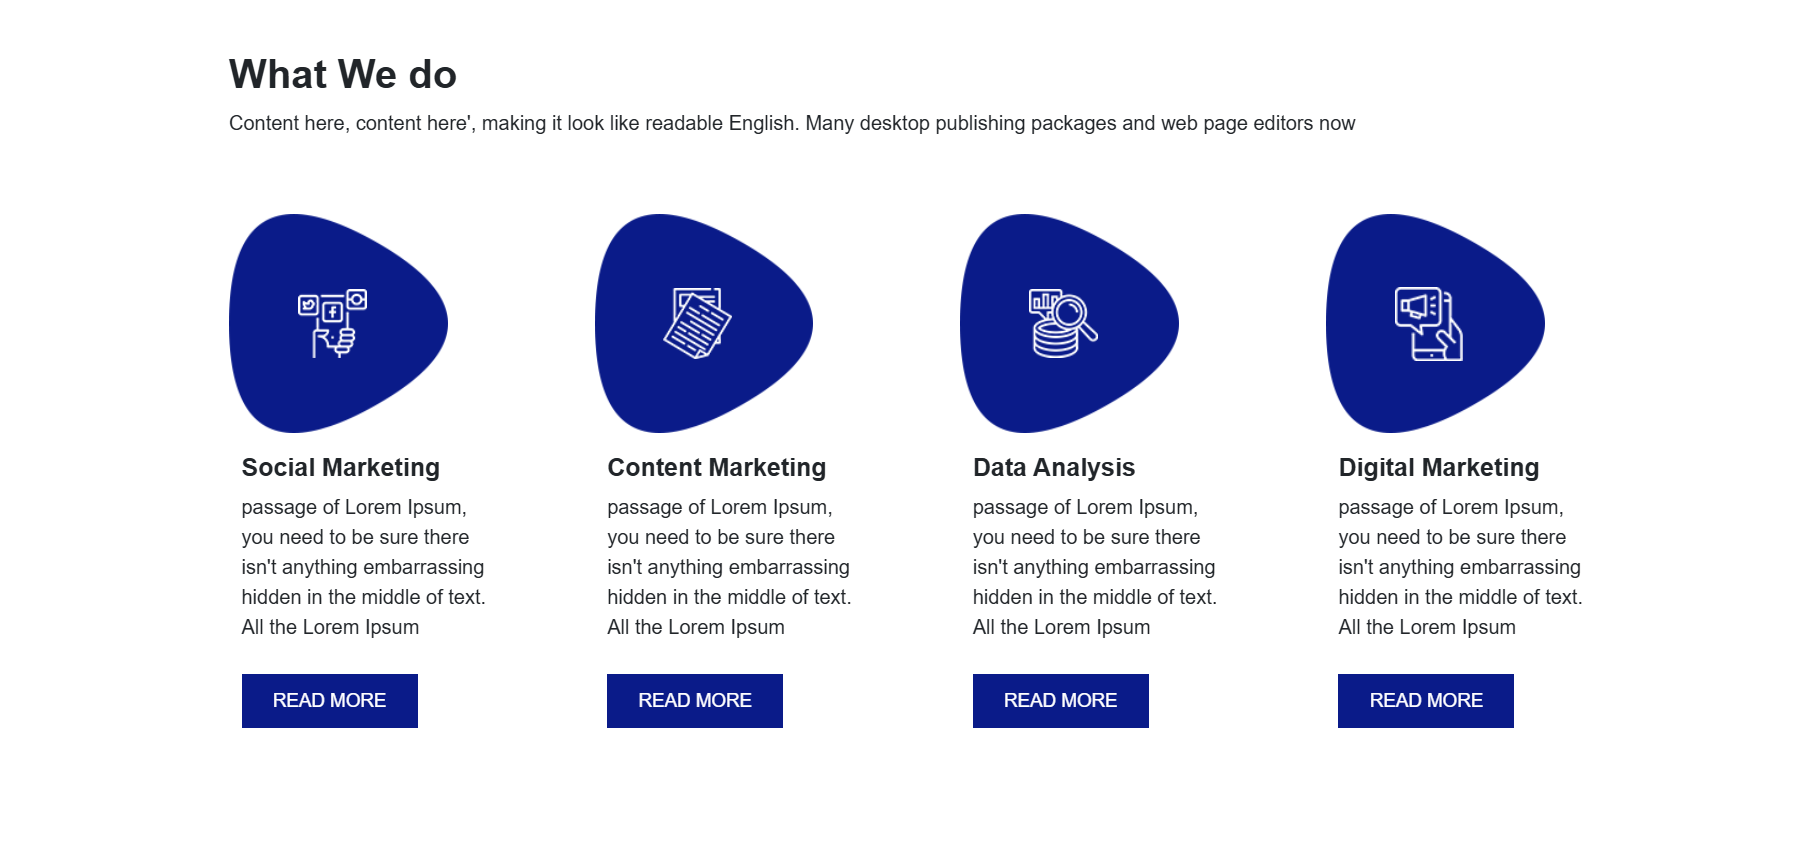 What We do
Content here, content here', making it look like readable English. Many desktop publishing packages and web page editors now
Social Marketing
passage of Lorem Ipsum,
you need to be sure there
isn't anything embarrassing
hidden in the middle of text.
All the Lorem Ipsum
READ MORE
Content Marketing
passage of Lorem Ipsum,
you need to be sure there
isn't anything embarrassing
hidden in the middle of text.
All the Lorem Ipsum
READ MORE
Data Analysis
passage of Lorem Ipsum,
you need to be sure there
isn't anything embarrassing
hidden in the middle of text.
All the Lorem Ipsum
READ MORE
Digital Marketing
passage of Lorem Ipsum,
you need to be sure there
isn't anything embarrassing
hidden in the middle of text.
All the Lorem Ipsum
READ MORE